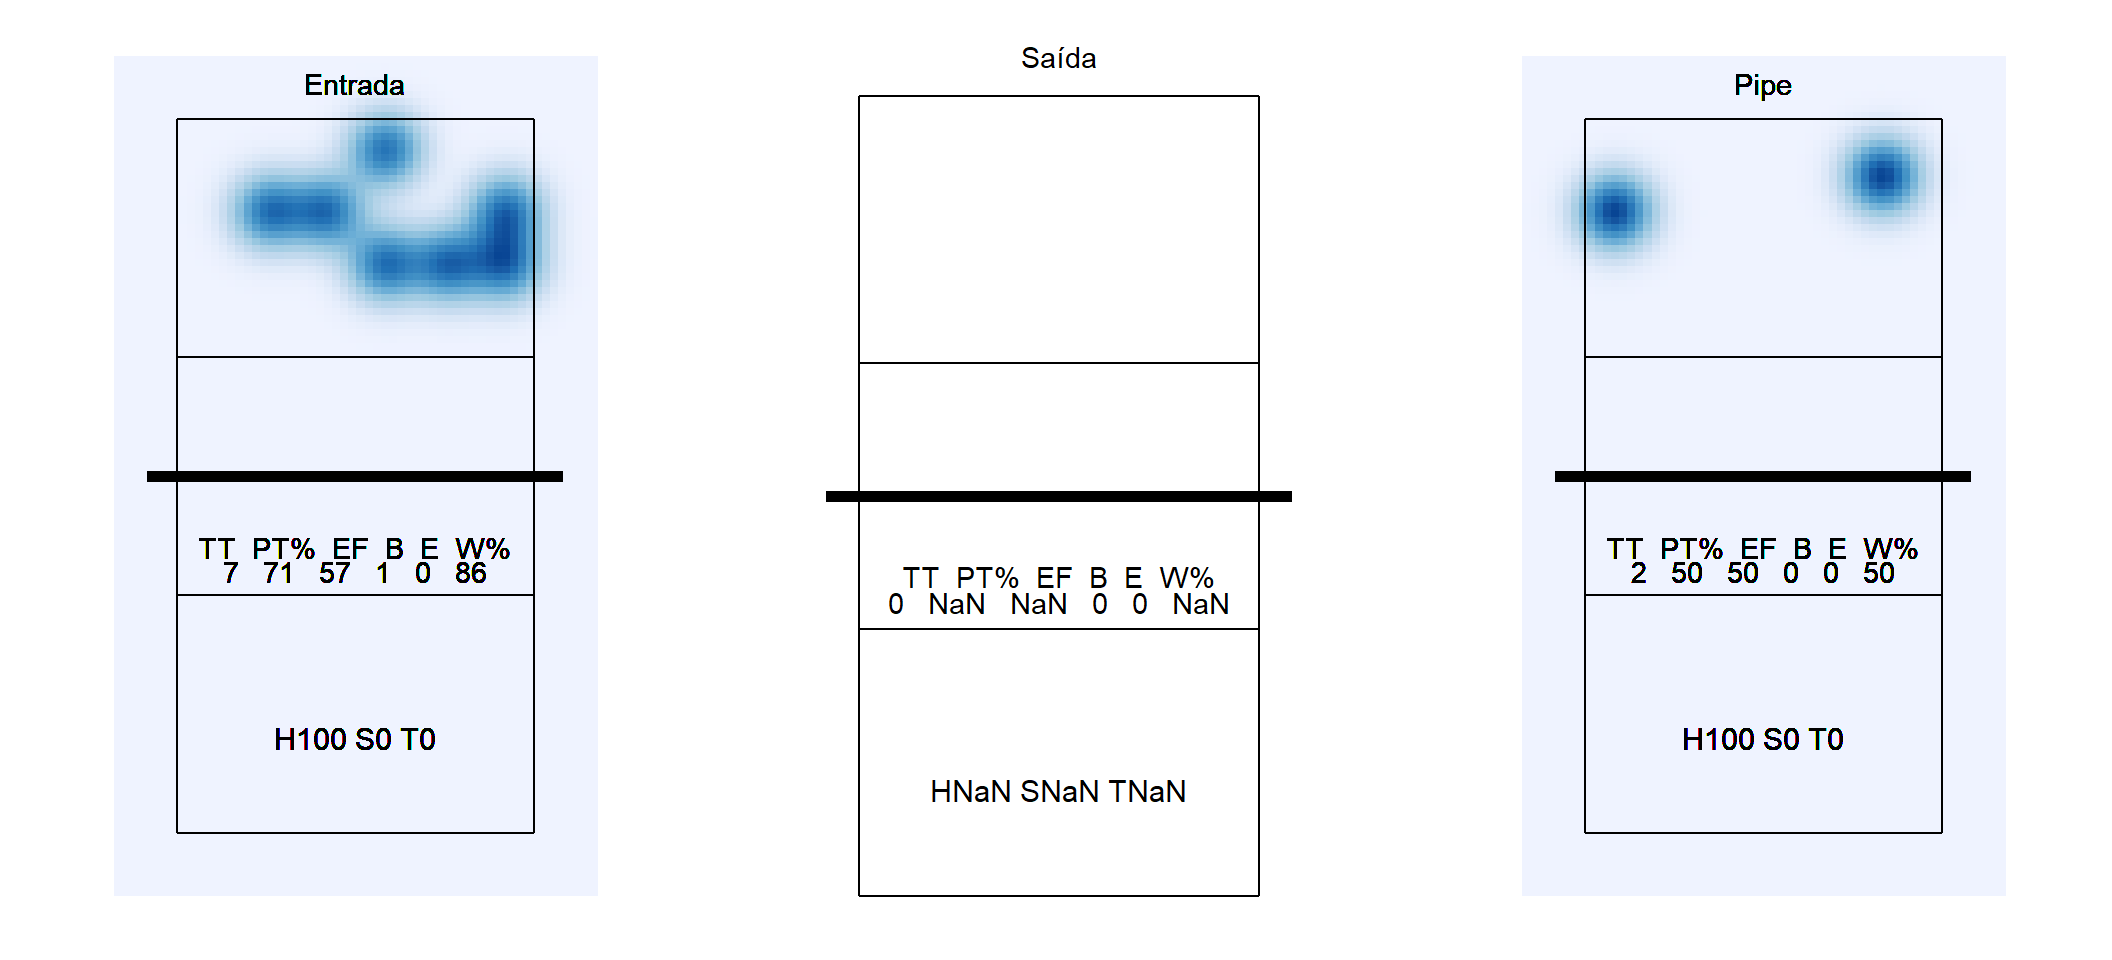 Entrada
TT PT% EF B E W%
7 71 57 1 0 86
H100 S0 T0
Saída
TT PT% EF B E W%
0 NaN NaN 0 0 NaN
HNaN SNaN TNaN
Pipe
TT PT% EF B E W%
2 50 50 0 0 50
H100 S0 T0